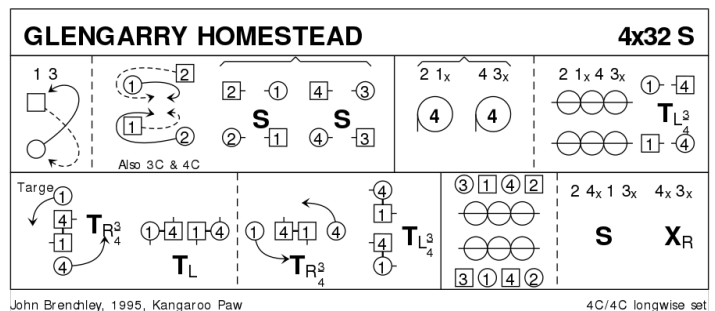 GLENGARRY HOMESTEAD 4x32 S
1 3
1 2
1 2
Also 3C & 4C
2 1 4 3
S S
2 1 4 3
2 1x 4 3x
4 4
2 1x 4 3x
1 4
TL3/4
1 4
Targe 1
4 TR3/4
1
4
1 4 1 4
TL
1 4 1 4
TR3/4
4
1
4 TL3/4
1
3 1 4 2
3 1 4 2
2 4x 1 3x 4x 3x
S XR
John Brenchley, 1995, Kangaroo Paw 4C/4C longwise set